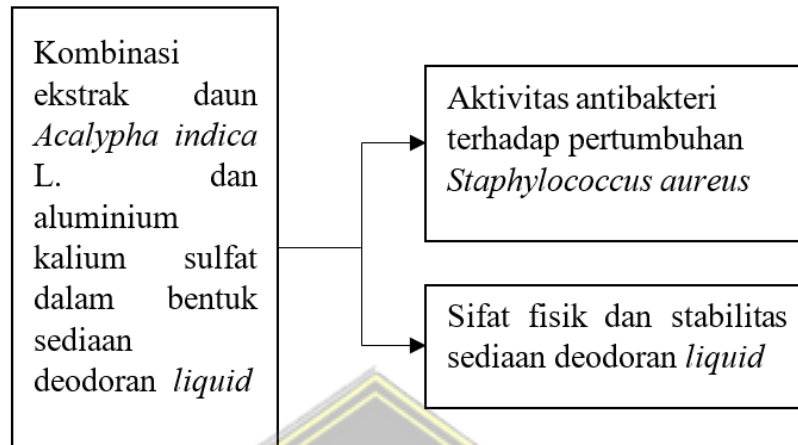 Kombinasi
ekstrak daun
Acalypha indica
L. dan
aluminium
kalium sulfat
dalam bentuk
sediaan
deodoran liquid
Aktivitas antibakteri
terhadap pertumbuhan
Staphylococcus aureus
Sifat fisik dan stabilitas
sediaan deodoran liquid